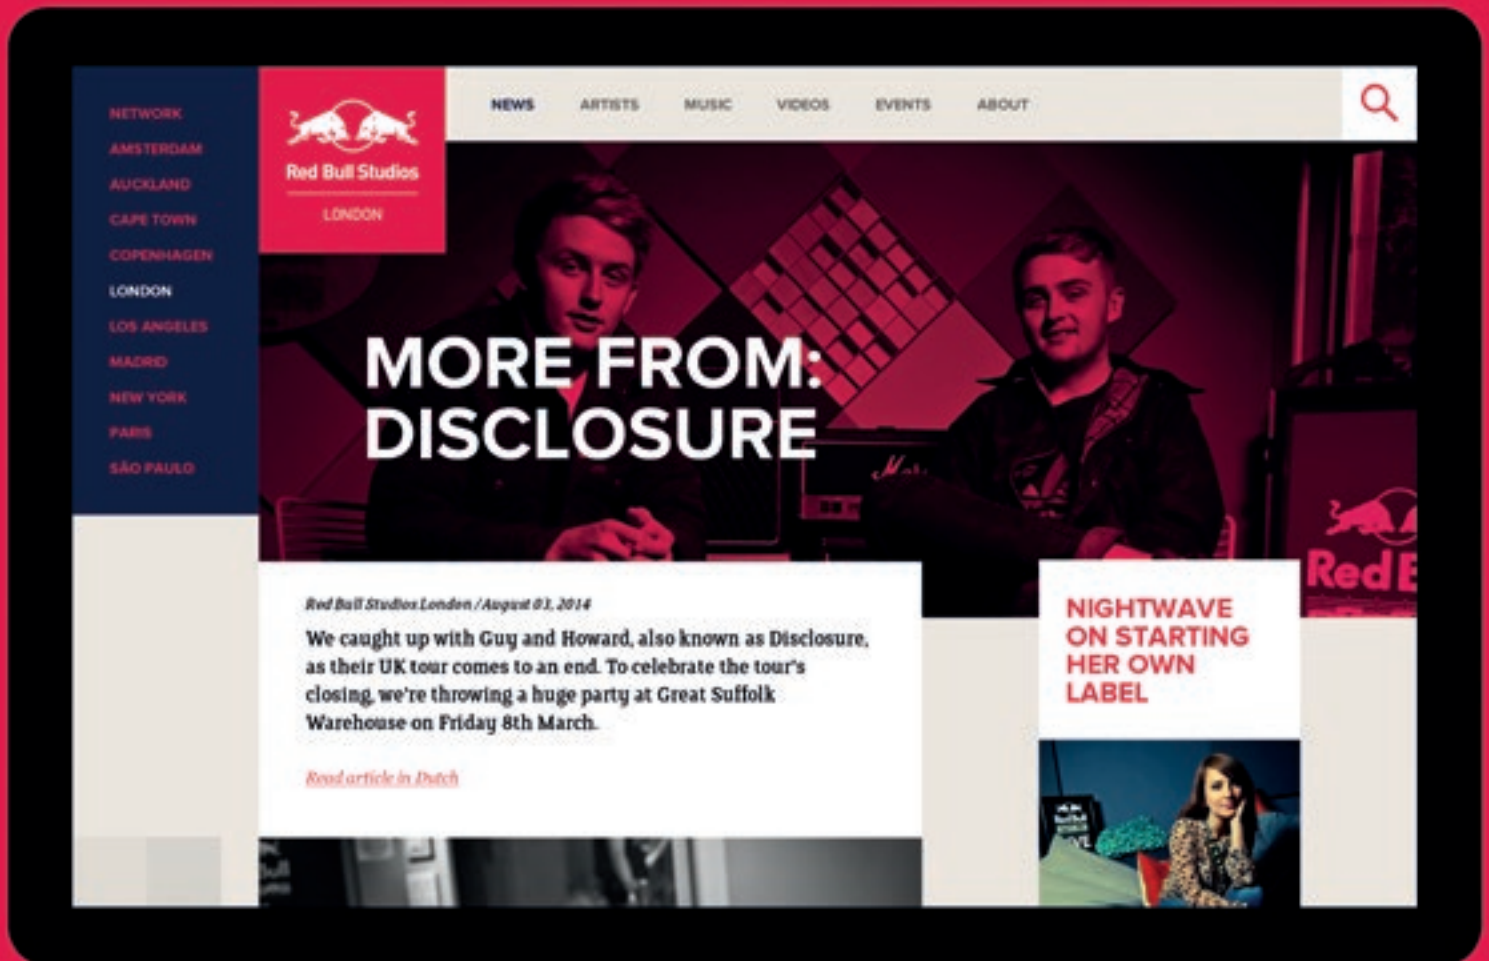 NETWORK
AMSTERDAM
AUCKLAND
CAPE TOWN
COPENHAGEN
LONDON
LOS ANGELES
MADRID
NEW YORK
PARIS
SÃO PAULO
Red Bull Studios
LONDON
NEWS ARTISTS MUSIC VIDEOS EVENTS ABOUT
MORE FROM:
DISCLOSURE
Red Bull Studios London / August 03, 2014
We caught up with Guy and Howard, also known as Disclosure,
as their UK tour comes to an end. To celebrate the tour's
closing, we're throwing a huge party at Great Suffolk
Warehouse on Friday 8th March.
Read article in Dutch
Red B
NIGHTWAVE
ON STARTING
HER OWN
LABEL